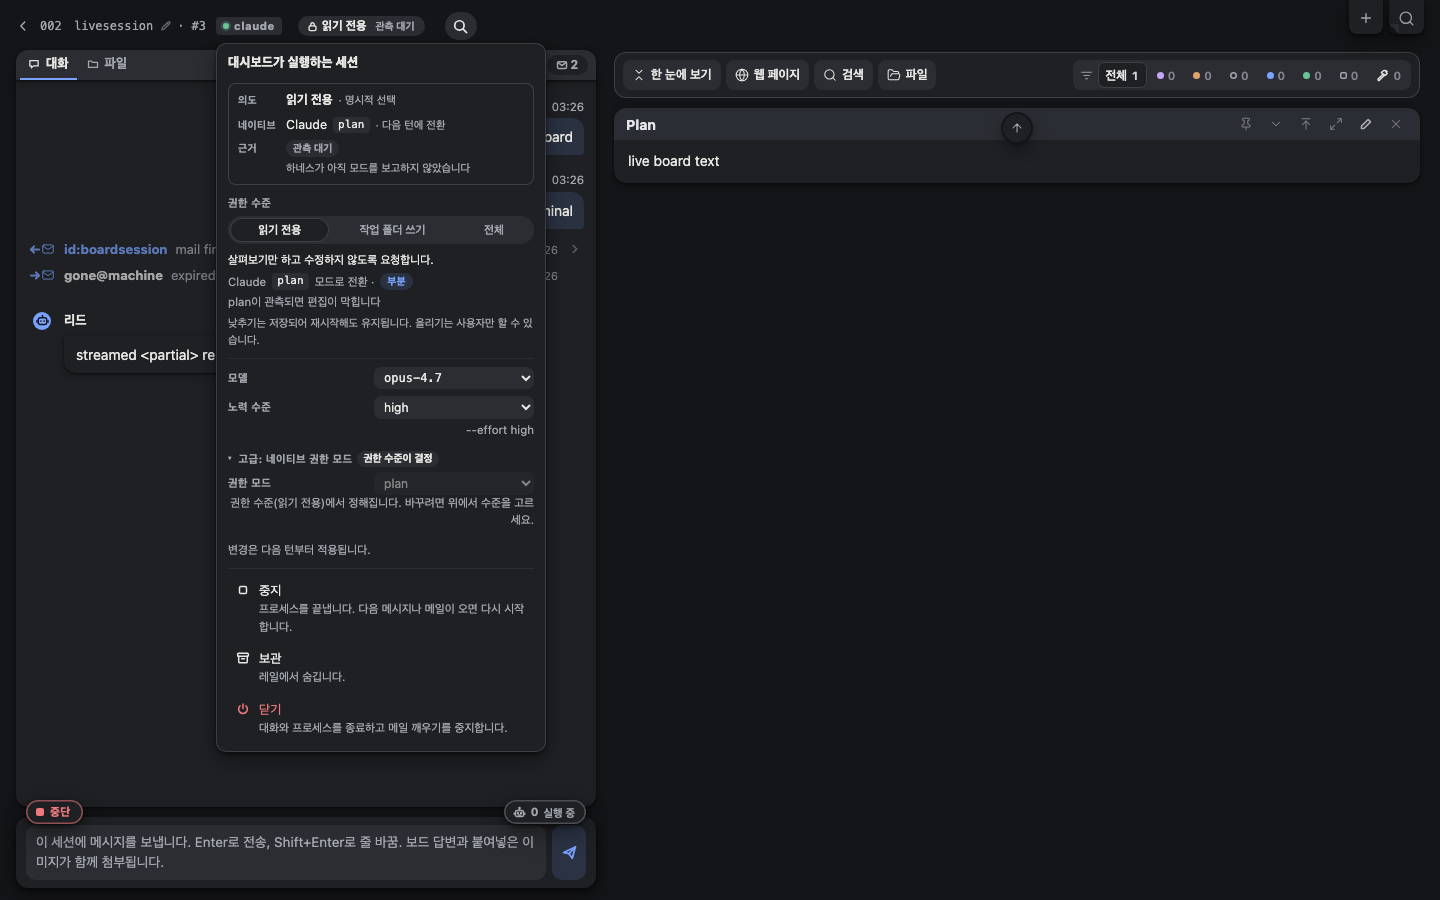 002 livesession · #3 claude 읽기 전용 관측 대기
대화 파일
2
03:26
oard
03:26
ninal
id:boardsession mail fir
26
gone@machine expired
26
리드
streamed <partial> re
대시보드가 실행하는 세션
의도 읽기 전용 · 명시적 선택
네이티브 Claude plan · 다음 턴에 전환
근거 관측 대기
하네스가 아직 모드를 보고하지 않았습니다
권한 수준
읽기 전용 작업 폴더 쓰기 전체
살펴보기만 하고 수정하지 않도록 요청합니다.
Claude plan 모드로 전환 · 부분
plan이 관측되면 편집이 막힙니다
낮추기는 저장되어 재시작해도 유지됩니다. 올리기는 사용자만 할 수 있
습니다.
모델 opus-4.7
노력 수준 high
--effort high
고급: 네이티브 권한 모드 권한 수준이 결정
권한 모드 plan
권한 수준(읽기 전용)에서 정해집니다. 바꾸려면 위에서 수준을 고르
세요.
변경은 다음 턴부터 적용됩니다.
중지
프로세스를 끝냅니다. 다음 메시지나 메일이 오면 다시 시작
합니다.
보관
레일에서 숨깁니다.
닫기
대화와 프로세스를 종료하고 메일 깨우기를 중지합니다.
중단
0 실행 중
이 세션에 메시지를 보냅니다. Enter로 전송, Shift+Enter로 줄 바꿈. 보드 답변과 붙여넣은 이
미지가 함께 첨부됩니다.
한 눈에 보기 웹 페이지 검색 파일
전체 1 0 0 0 0 0 0 0
Plan
live board text